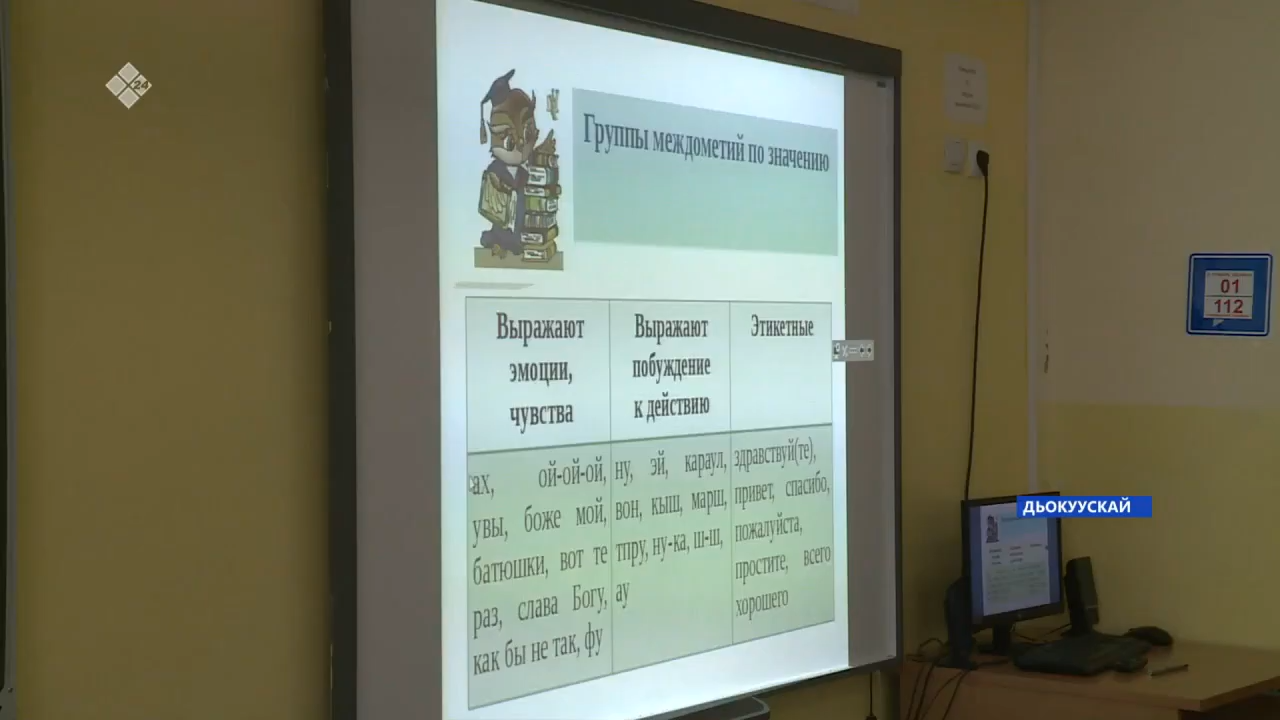 24
Группы междометий по значению
Выражают
эмоции,
чувства
Выражают
побуждение
к действию
Этикетные
ах, ой-ой-ой,
увы, боже мой,
батюшки, вот те
раз, слава Богу,
как бы не так, фу
ну, эй, караул,
вон, кыш, марш,
тпру, ну-ка, ш-ш,
ау
здравствуй(те),
привет, спасибо,
пожалуйста,
простите, всего
хорошего
01
112
ДЬОКУУСКАЙ